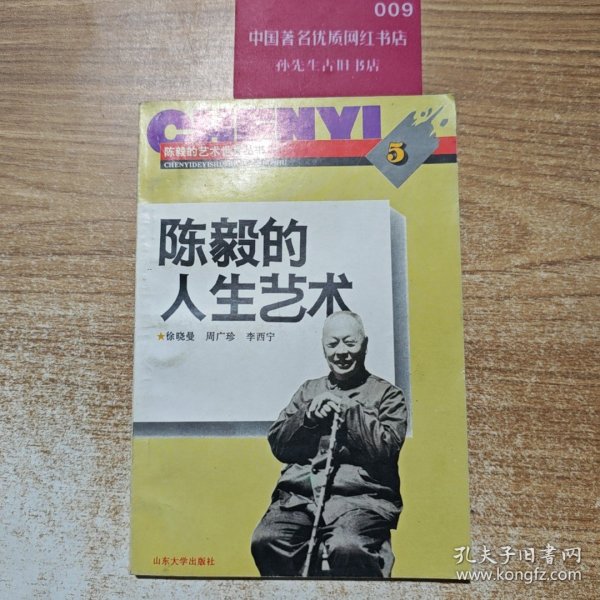 009
中国著名优质网红书店
孙先生古旧书店
CHENYI
陈毅的艺术世界丛书
5
陈毅的
人生艺术
★徐晓曼 周广珍 李西宁
山东大学出版社
孔夫子旧书网
www.kongfz.com